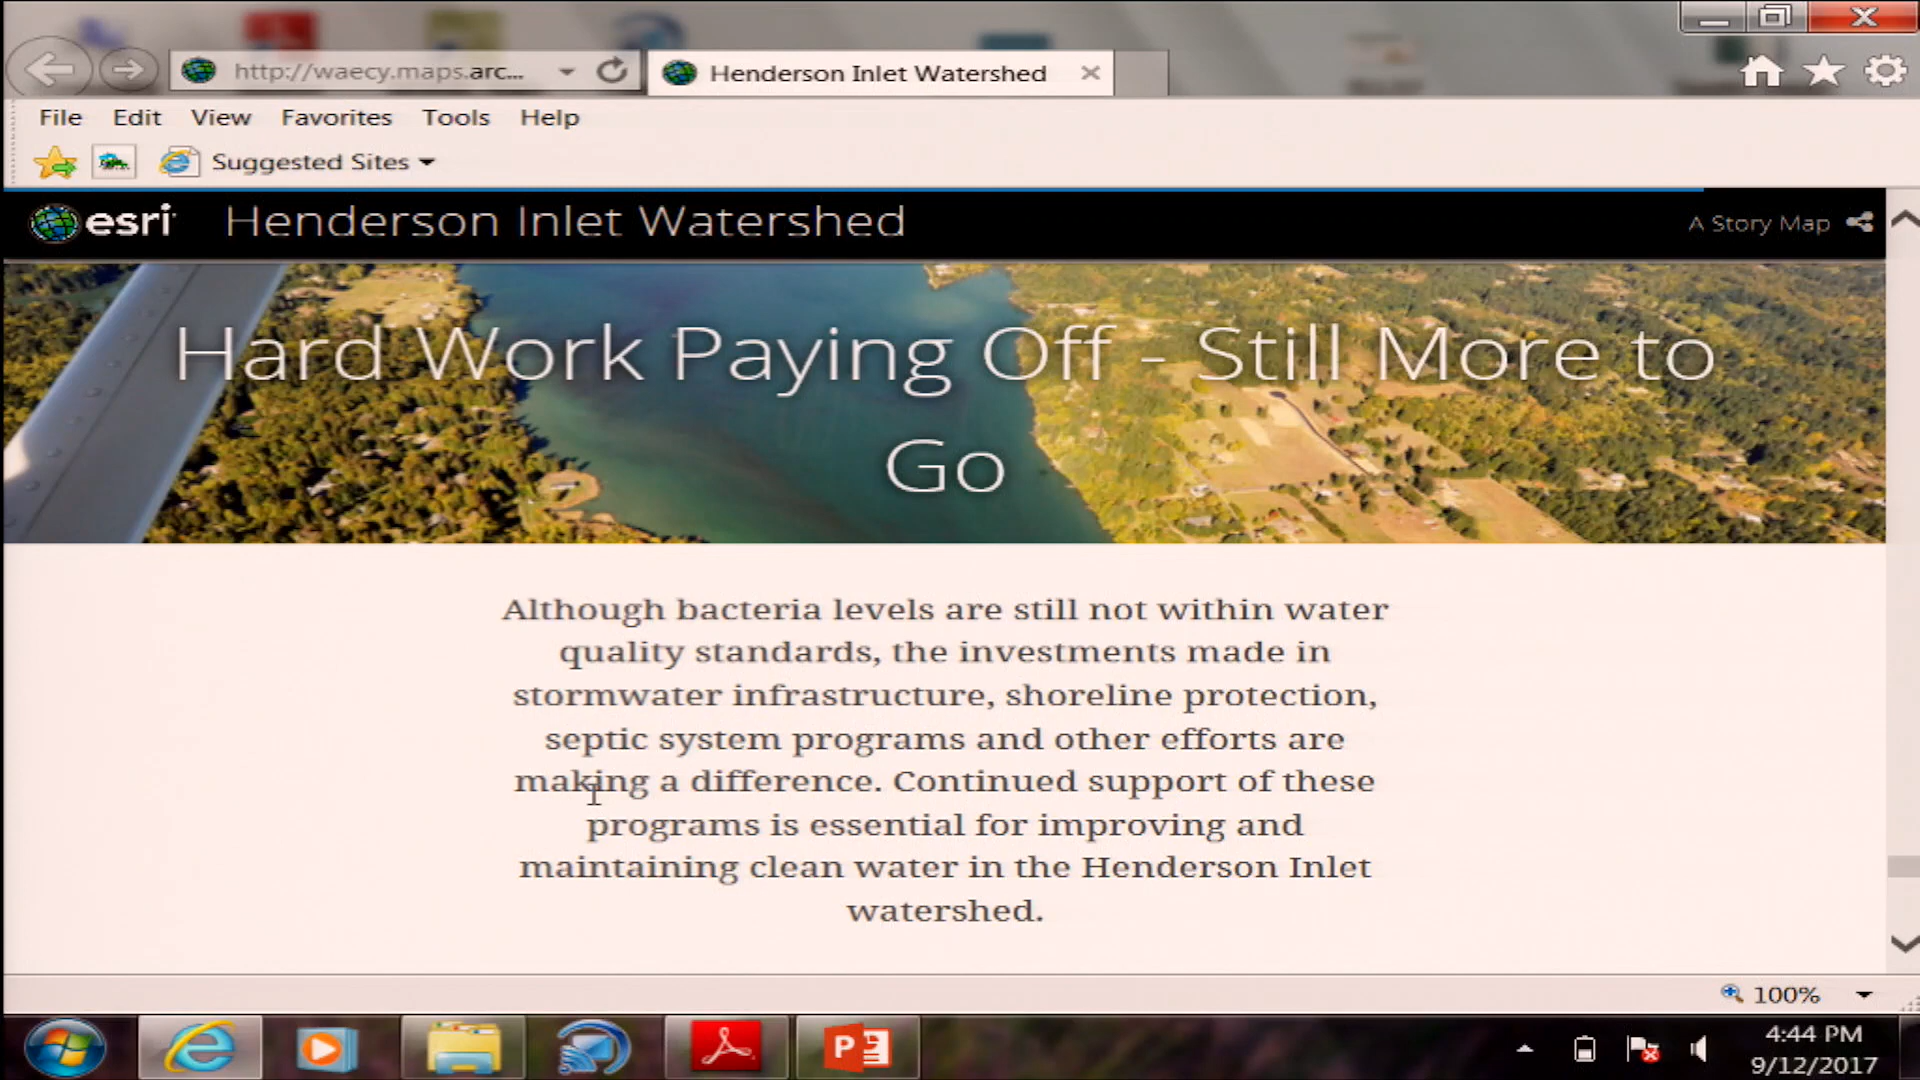 http://waecy.maps.arc...
Henderson Inlet Watershed
File Edit View Favorites Tools Help
Suggested Sites
esri Henderson Inlet Watershed
A Story Map
Hard Work Paying Off - Still More to
Go
Although bacteria levels are still not within water
quality standards, the investments made in
stormwater infrastructure, shoreline protection,
septic system programs and other efforts are
making a difference. Continued support of these
programs is essential for improving and
maintaining clean water in the Henderson Inlet
watershed.
100%
4:44 PM
9/12/2017